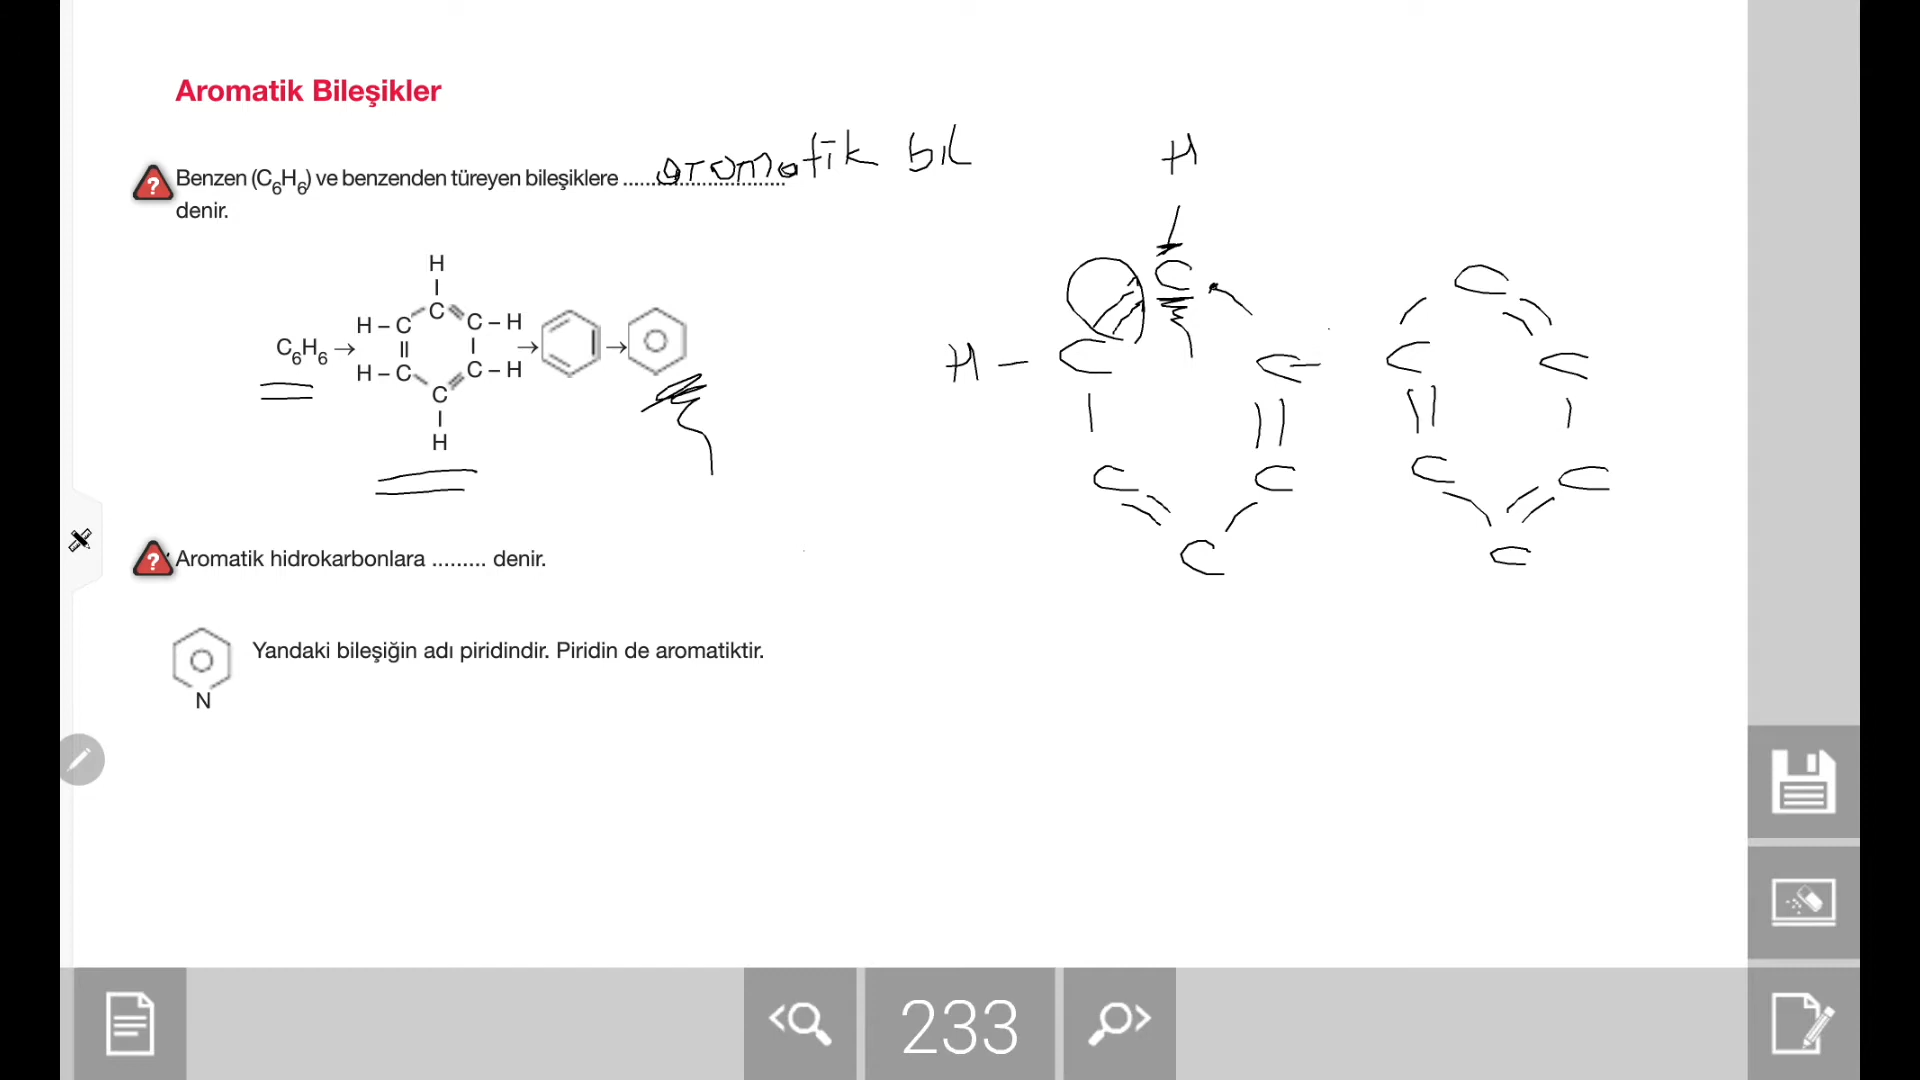 Aromatik Bileşikler
Benzen (C₆H₆) ve benzenden türeyen bileşiklere .......................... aromatik bil
denir.
H
C
H – C C – H
C₆H₆ → → →
H – C C – H
C
H
H
C
H – C C –
C C
C
C
C C
C C
C
Aromatik hidrokarbonlara ......... denir.
Yandaki bileşiğin adı piridindir. Piridin de aromatiktir.
N
233